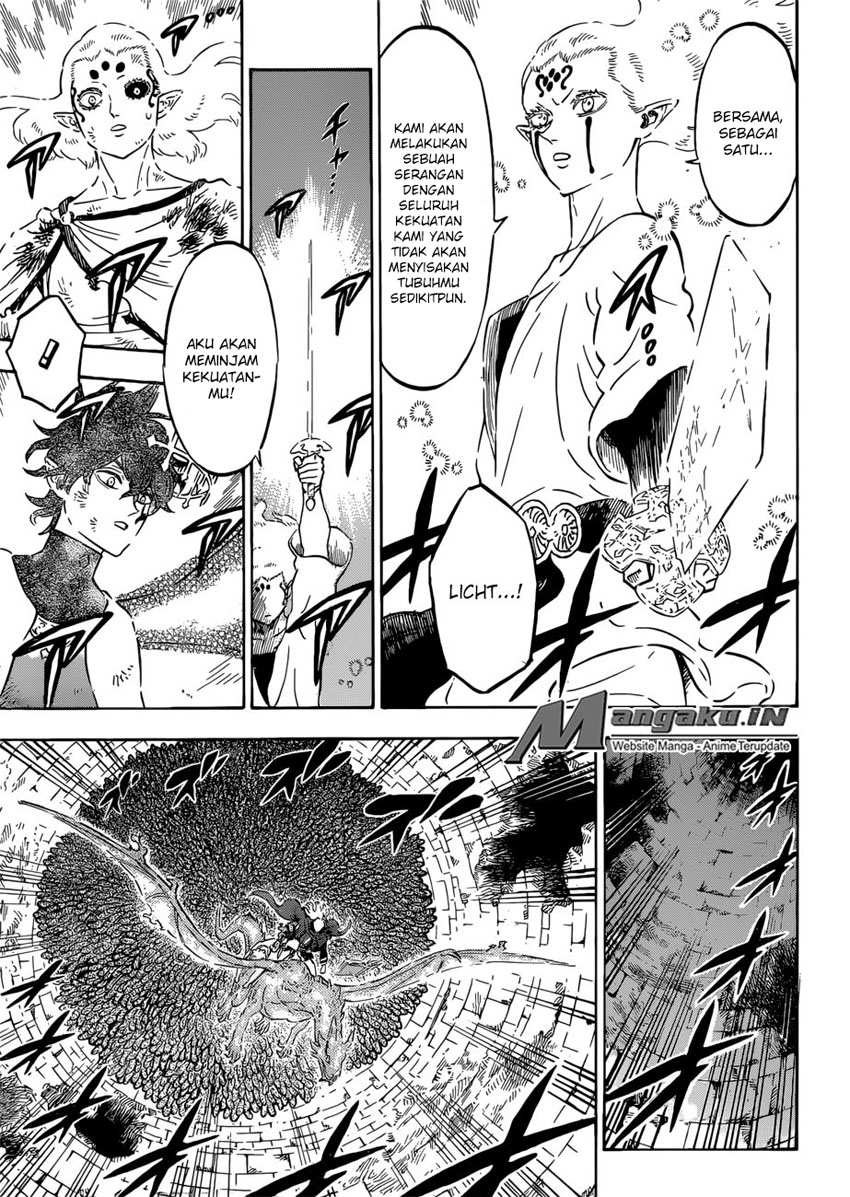 BERSAMA,
SEBAGAI
SATU...
KAMI AKAN
MELAKUKAN
SEBUAH
SERANGAN
DENGAN
SELURUH
KEKUATAN
KAMI YANG
TIDAK AKAN
MENYISAKAN
TUBUHMU
SEDIKITPUN.
LICHT...!
AKU AKAN
MEMINJAM
KEKUATAN-
MU!
!
Mangaku.iN
Website Manga - Anime Terupdate